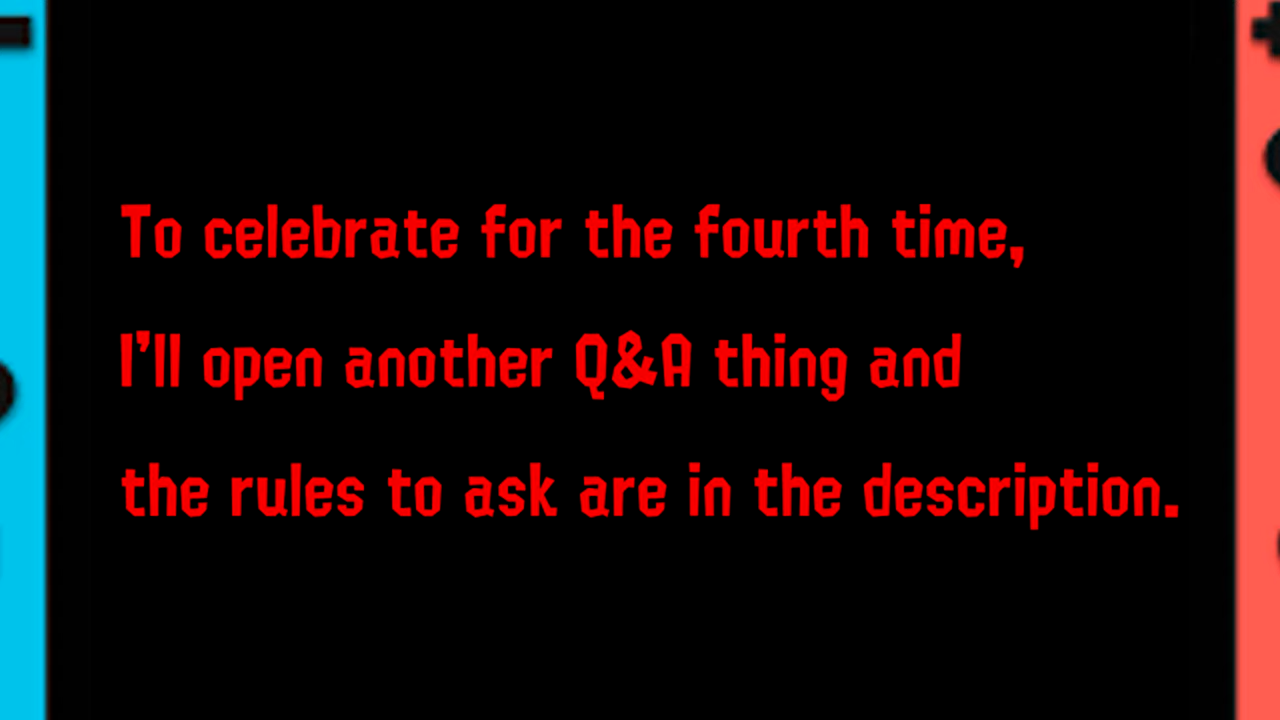 To celebrate for the fourth time,
I'll open another Q&A thing and
the rules to ask are in the description.